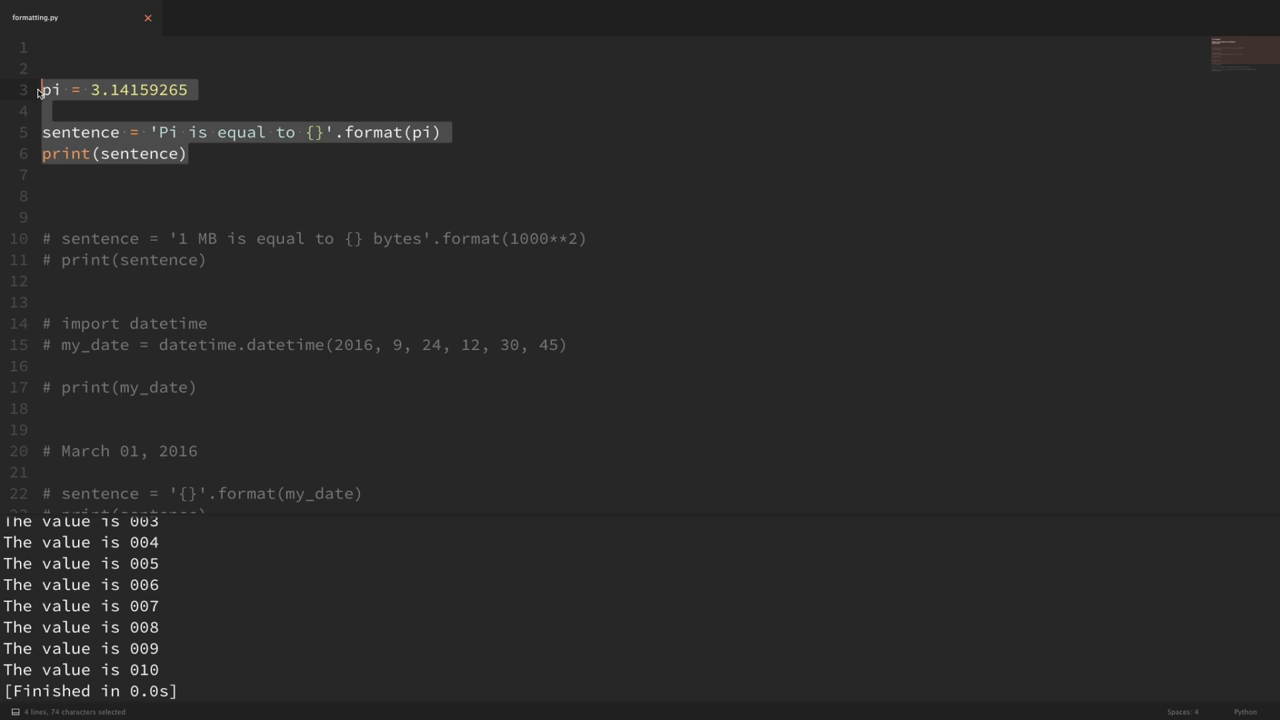 formatting.py
1
2
3 pi = 3.14159265
4
5 sentence = 'Pi is equal to {}'.format(pi)
6 print(sentence)
7
8
9
10 # sentence = '1 MB is equal to {} bytes'.format(1000**2)
11 # print(sentence)
12
13
14 # import datetime
15 # my_date = datetime.datetime(2016, 9, 24, 12, 30, 45)
16
17 # print(my_date)
18
19
20 # March 01, 2016
21
22 # sentence = '{}'.format(my_date)
23 # print(sentence)
The value is 003
The value is 004
The value is 005
The value is 006
The value is 007
The value is 008
The value is 009
The value is 010
[Finished in 0.0s]
4 lines, 74 characters selected
Spaces: 4
Python